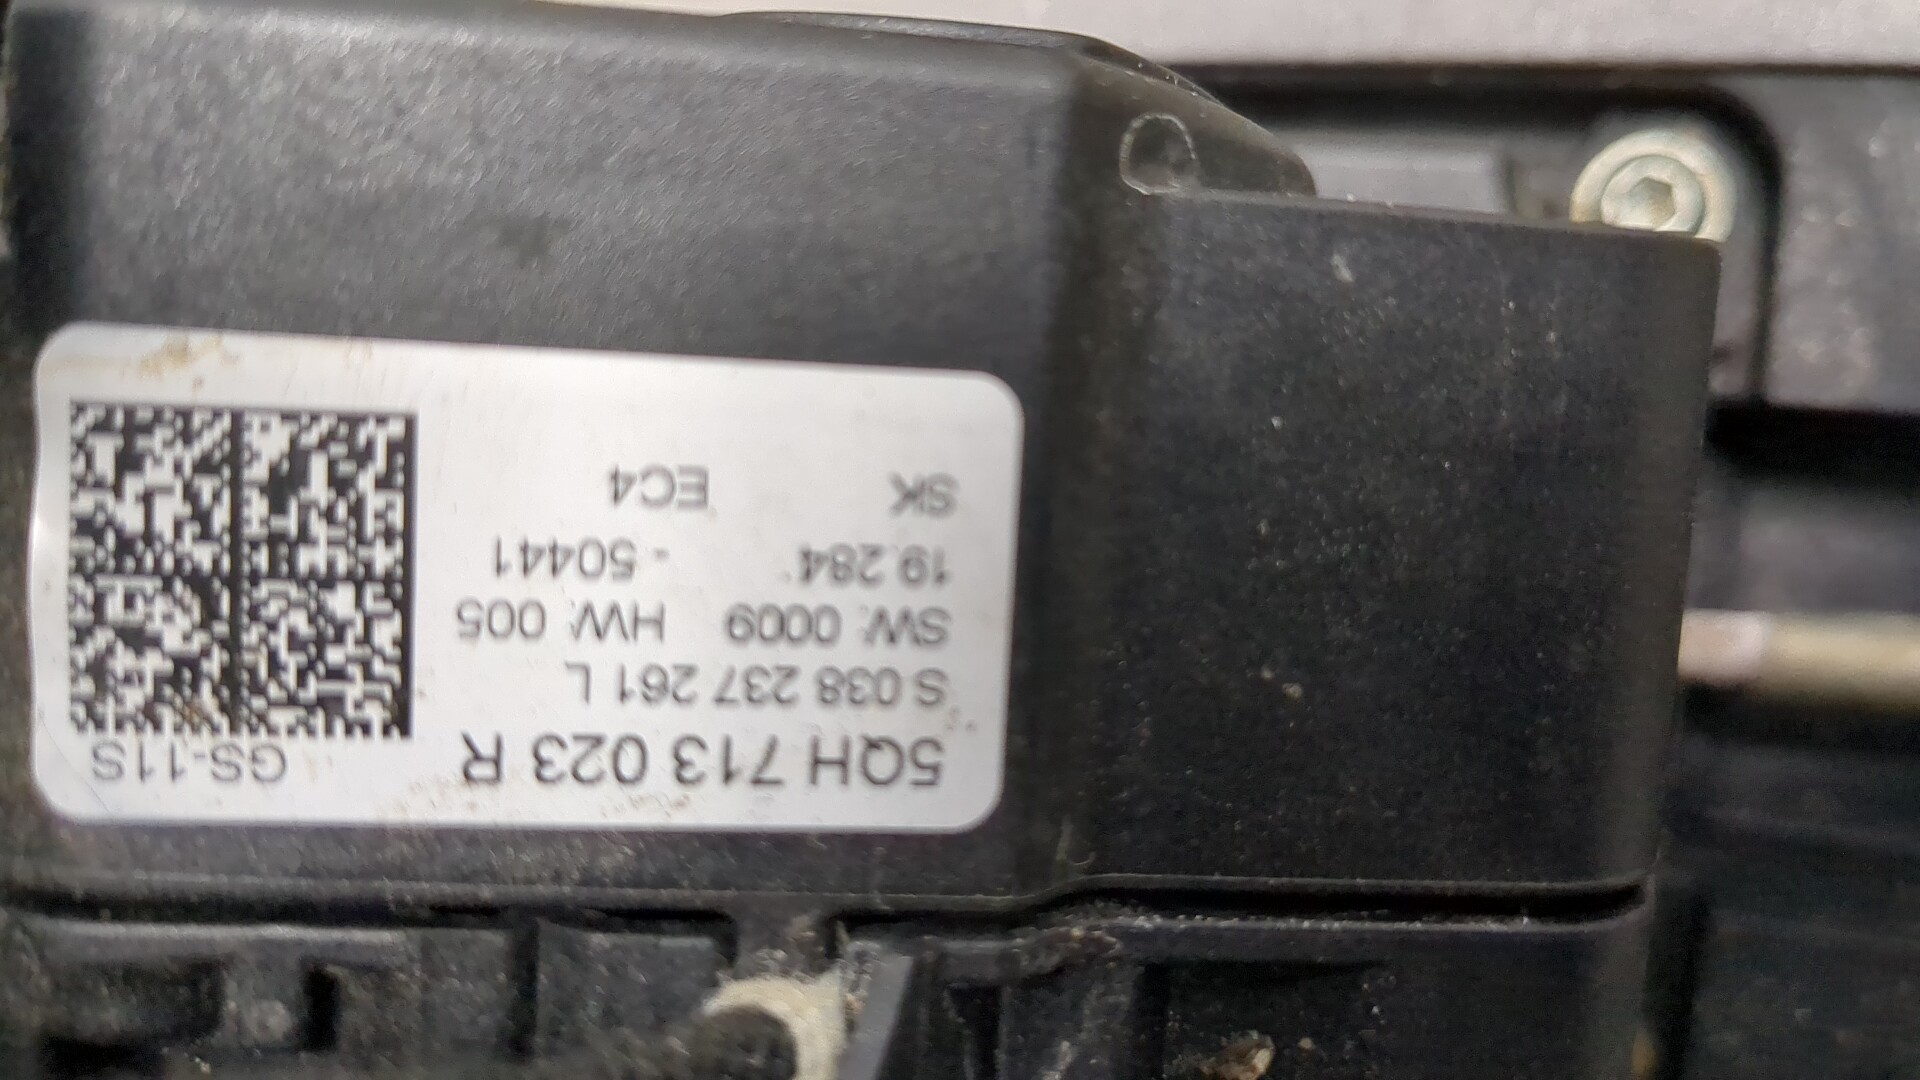 5QH 713 023 R GS-11S
S 038 237 261 L
SW: 0009 HW: 005
19.284 - 50441
SK EC4